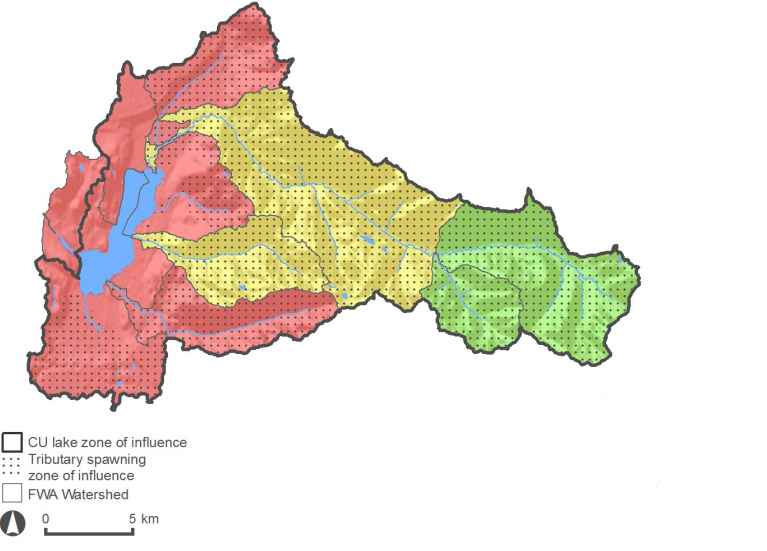 CU lake zone of influence
Tributary spawning
zone of influence
FWA Watershed
0 5 km